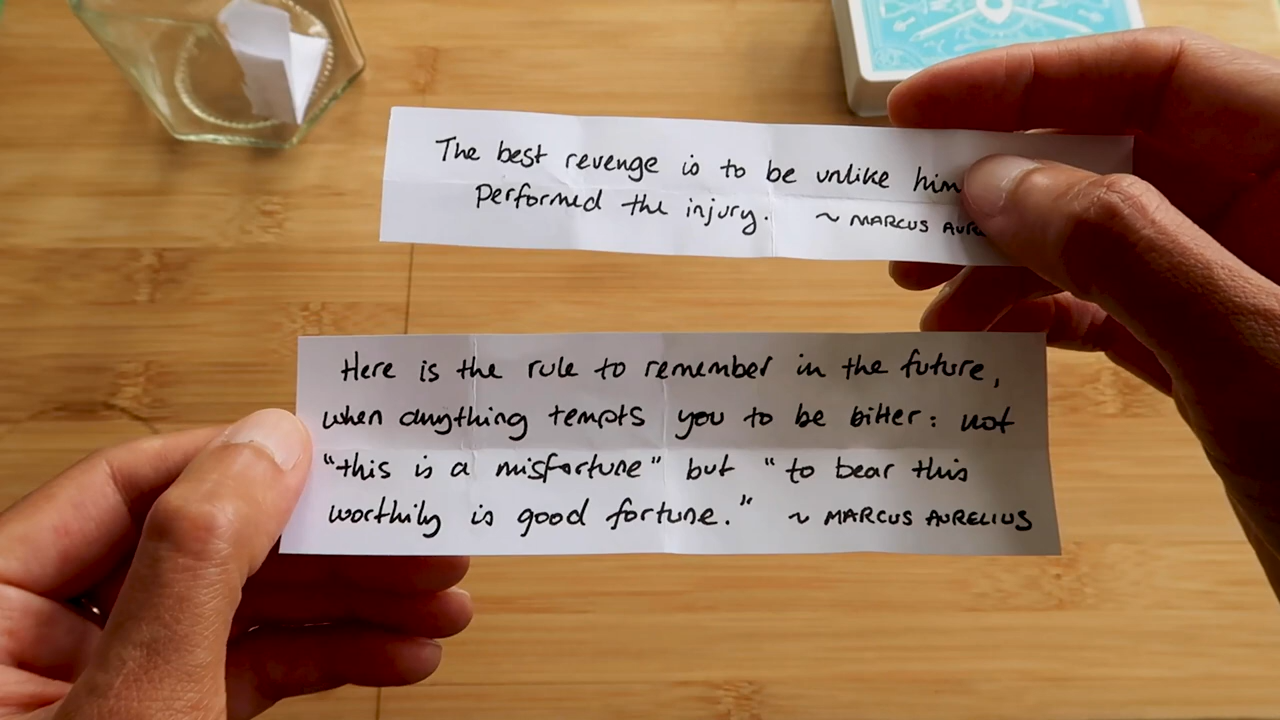 The best revenge is to be unlike him
Performed the injury. ~ MARCUS
Here is the rule to remember in the future,
when anything tempts you to be bitter: not
"this is a misfortune" but "to bear this
worthily is good fortune." ~ MARCUS AURELIUS